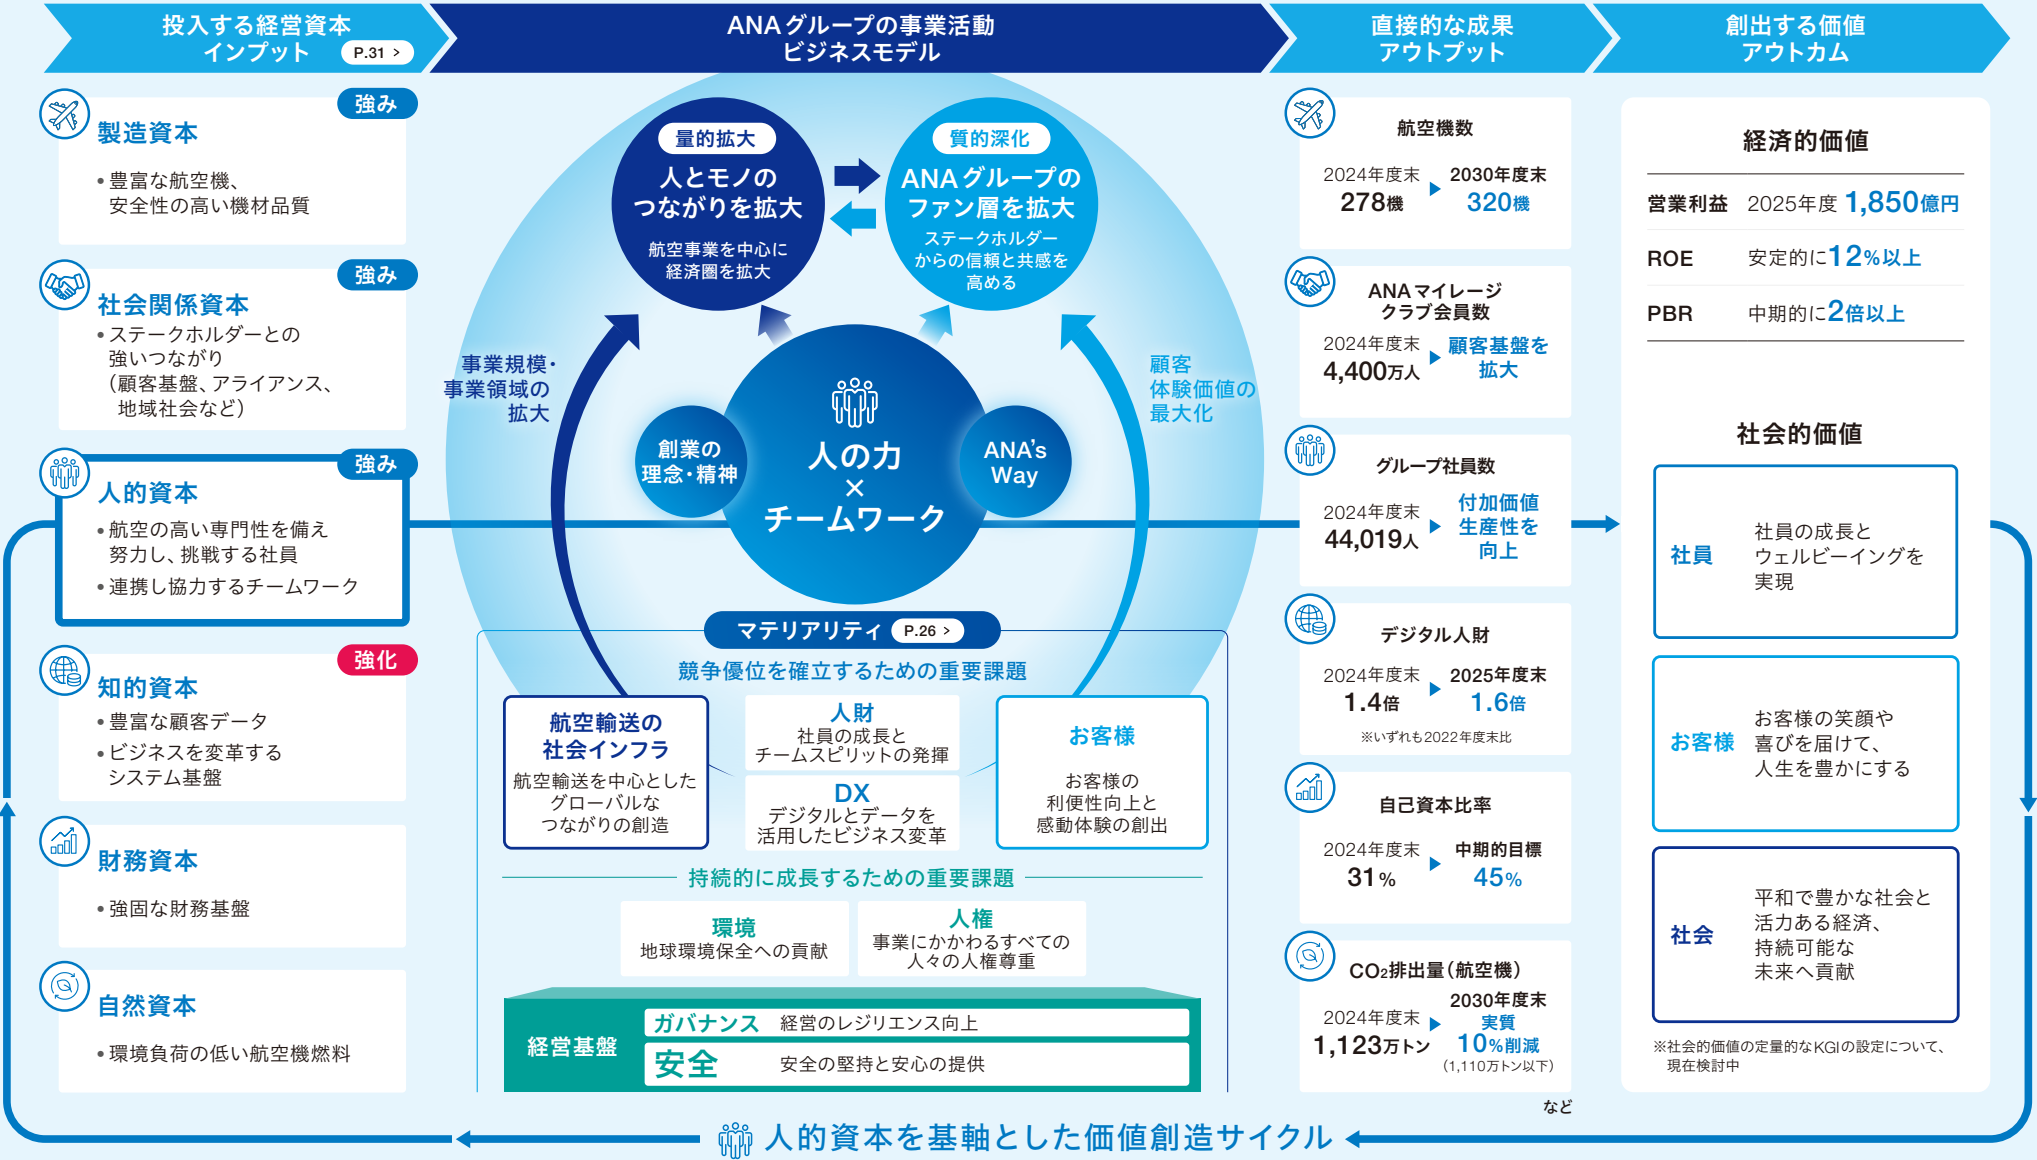 投入する経営資本
インプット P.31 >
ANAグループの事業活動
ビジネスモデル
直接的な成果
アウトプット
創出する価値
アウトカム
強み
製造資本
• 豊富な航空機、
安全性の高い機材品質
強み
社会関係資本
• ステークホルダーとの
強いつながり
(顧客基盤、アライアンス、
地域社会など)
強み
人的資本
• 航空の高い専門性を備え
努力し、挑戦する社員
• 連携し協力するチームワーク
強化
知的資本
• 豊富な顧客データ
• ビジネスを変革する
システム基盤
財務資本
• 強固な財務基盤
自然資本
• 環境負荷の低い航空機燃料
量的拡大
人とモノの
つながりを拡大
航空事業を中心に
経済圏を拡大
質的深化
ANAグループの
ファン層を拡大
ステークホルダー
からの信頼と共感を
高める
事業規模・
事業領域の
拡大
顧客
体験価値の
最大化
創業の
理念・精神
人の力
×
チームワーク
ANA's
Way
マテリアリティ P.26 >
競争優位を確立するための重要課題
航空輸送の
社会インフラ
航空輸送を中心とした
グローバルな
つながりの創造
人財
社員の成長と
チームスピリットの発揮
DX
デジタルとデータを
活用したビジネス変革
お客様
お客様の
利便性向上と
感動体験の創出
持続的に成長するための重要課題
環境
地球環境保全への貢献
人権
事業にかかわるすべての
人々の人権尊重
経営基盤
ガバナンス 経営のレジリエンス向上
安全 安全の堅持と安心の提供
航空機数
2024年度末 2030年度末
278機 320機
ANAマイレージ
クラブ会員数
2024年度末 顧客基盤を
4,400万人 拡大
グループ社員数
2024年度末
44,019人
付加価値
生産性を
向上
デジタル人財
2024年度末 2025年度末
1.4倍 1.6倍
※いずれも2022年度末比
自己資本比率
2024年度末 中期的目標
31% 45%
CO₂排出量(航空機)
2024年度末
1,123万トン
2030年度末
実質
10%削減
(1,110万トン以下)
など
経済的価値
営業利益 2025年度 1,850億円
ROE 安定的に12%以上
PBR 中期的に2倍以上
社会的価値
社員
社員の成長と
ウェルビーイングを
実現
お客様
お客様の笑顔や
喜びを届けて、
人生を豊かにする
社会
平和で豊かな社会と
活力ある経済、
持続可能な
未来へ貢献
※社会的価値の定量的なKGIの設定について、
現在検討中
人的資本を基軸とした価値創造サイクル